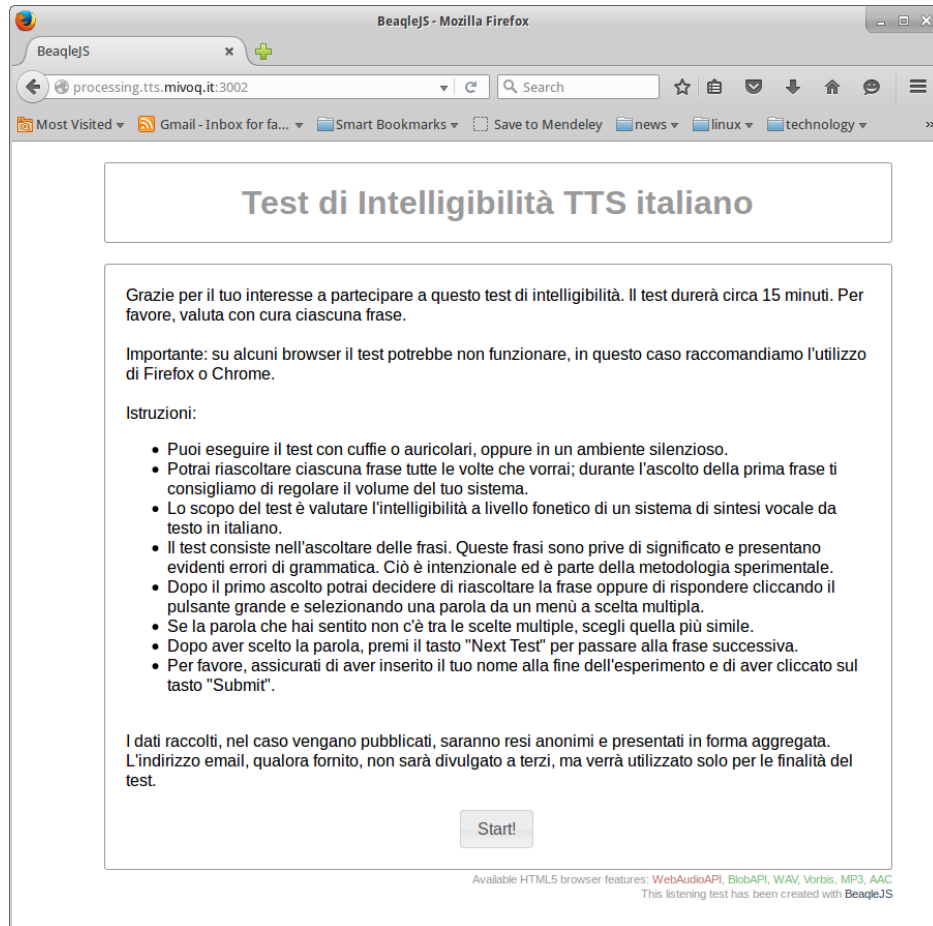 BeaqleJS - Mozilla Firefox
BeaqleJS
processing.tts.mivoq.it:3002
Search
Most Visited
Gmail - Inbox for fa...
Smart Bookmarks
Save to Mendeley
news
linux
technology
Test di Intelligibilità TTS italiano
Grazie per il tuo interesse a partecipare a questo test di intelligibilità. Il test durerà circa 15 minuti. Per
favore, valuta con cura ciascuna frase.
Importante: su alcuni browser il test potrebbe non funzionare, in questo caso raccomandiamo l'utilizzo
di Firefox o Chrome.
Istruzioni:
• Puoi eseguire il test con cuffie o auricolari, oppure in un ambiente silenzioso.
• Potrai riascoltare ciascuna frase tutte le volte che vorrai; durante l'ascolto della prima frase ti
consigliamo di regolare il volume del tuo sistema.
• Lo scopo del test è valutare l'intelligibilità a livello fonetico di un sistema di sintesi vocale da
testo in italiano.
• Il test consiste nell'ascoltare delle frasi. Queste frasi sono prive di significato e presentano
evidenti errori di grammatica. Ciò è intenzionale ed è parte della metodologia sperimentale.
• Dopo il primo ascolto potrai decidere di riascoltare la frase oppure di rispondere cliccando il
pulsante grande e selezionando una parola da un menù a scelta multipla.
• Se la parola che hai sentito non c'è tra le scelte multiple, scegli quella più simile.
• Dopo aver scelto la parola, premi il tasto "Next Test" per passare alla frase successiva.
• Per favore, assicurati di aver inserito il tuo nome alla fine dell'esperimento e di aver cliccato sul
tasto "Submit".
I dati raccolti, nel caso vengano pubblicati, saranno resi anonimi e presentati in forma aggregata.
L'indirizzo email, qualora fornito, non sarà divulgato a terzi, ma verrà utilizzato solo per le finalità del
test.
Start!
Available HTML5 browser features: WebAudioAPI, BlobAPI, WAV, Vorbis, MP3, AAC
This listening test has been created with BeaqleJS